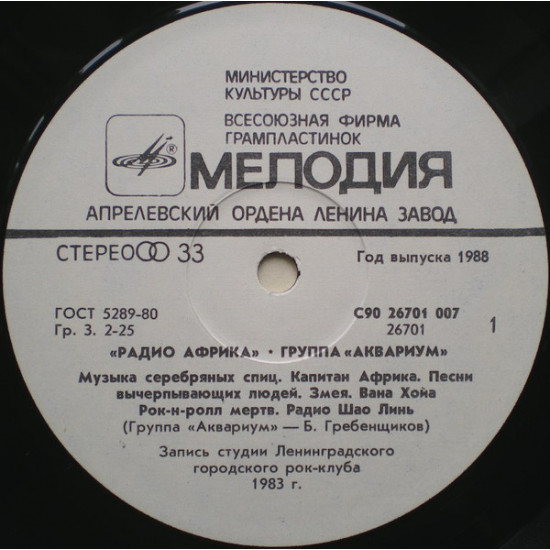 МИНИСТЕРСТВО
КУЛЬТУРЫ СССР
ВСЕСОЮЗНАЯ ФИРМА
ГРАМПЛАСТИНОК
МЕЛОДИЯ
АПРЕЛЕВСКИЙ ОРДЕНА ЛЕНИНА ЗАВОД
СТЕРЕО 33
Год выпуска 1988
ГОСТ 5289-80
Гр. 3. 2-25
С90 26701 007
26701
1
«РАДИО АФРИКА» · ГРУППА «АКВАРИУМ»
Музыка серебряных спиц. Капитан Африка. Песни
вычерпывающих людей. Змея. Вана Хойа
Рок-н-ролл мертв. Радио Шао Линь
(Группа «Аквариум» — Б. Гребенщиков)
Запись студии Ленинградского
городского рок-клуба
1983 г.